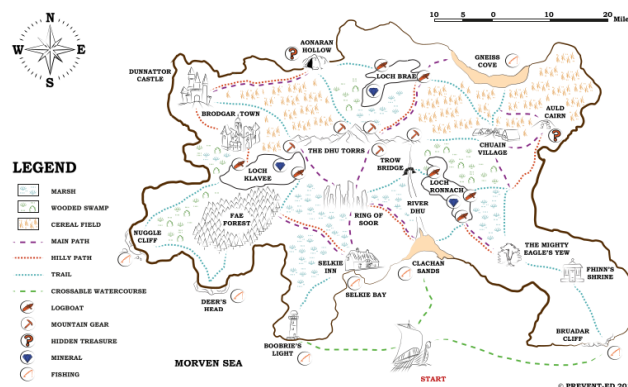 N
W
E
S
10
5
0
10
20
Mile
AONARAN
HOLLOW
GNEISS
COVE
DUNNATTOR
CASTLE
LOCH BRAE
AULD
CAIRN
BRODGAR TOWN
THE DHU TORRS
CHUAIN
VILLAGE
TROW
BRIDGE
LOCH
KLAVEE
LOCH
RONNACH
FAE
FOREST
RING OF
SOOR
RIVER
DHU
NUGGLE
CLIFF
THE MIGHTY
EAGLE'S YEW
SELKIE
INN
CLACHAN
SANDS
FHINN'S
SHRINE
DEER'S
HEAD
SELKIE BAY
BOOBRIE'S
LIGHT
BRUADAR
CLIFF
MORVEN SEA
START
LEGEND
MARSH
WOODED SWAMP
CEREAL FIELD
MAIN PATH
HILLY PATH
TRAIL
CROSSABLE WATERCOURSE
LOGBOAT
MOUNTAIN GEAR
HIDDEN TREASURE
MINERAL
FISHING
© PREVENT-ED 20